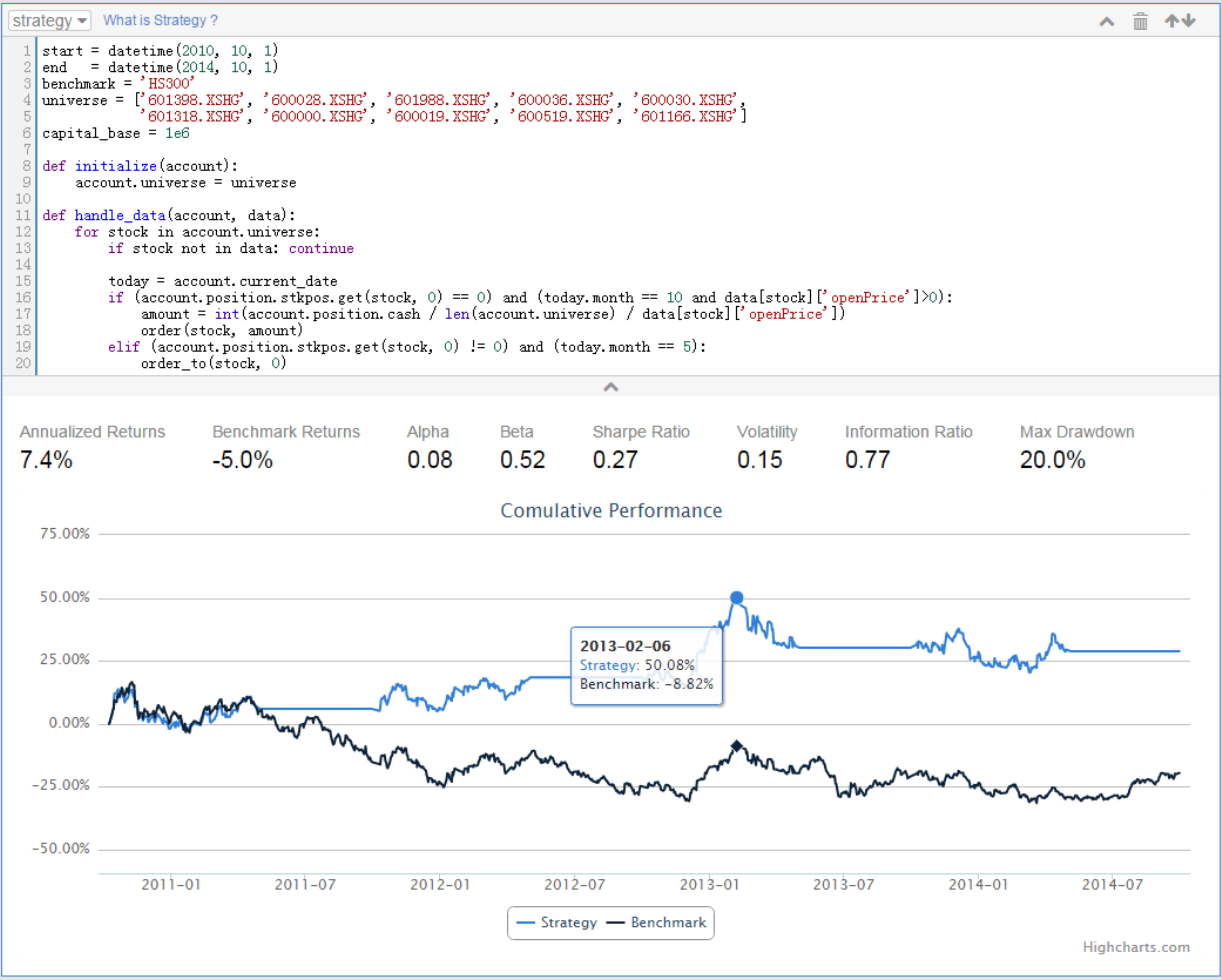 strategy What is Strategy ?
1 start = datetime(2010, 10, 1)
2 end   = datetime(2014, 10, 1)
3 benchmark = 'HS300'
4 universe = ['601398.XSHG', '600028.XSHG', '601988.XSHG', '600036.XSHG', '600030.XSHG',
5             '601318.XSHG', '600000.XSHG', '600019.XSHG', '600519.XSHG', '601166.XSHG']
6 capital_base = 1e6
7
8 def initialize(account):
9     account.universe = universe
10
11 def handle_data(account, data):
12     for stock in account.universe:
13         if stock not in data: continue
14
15         today = account.current_date
16         if (account.position.stkpos.get(stock, 0) == 0) and (today.month == 10 and data[stock]['openPrice']>0):
17             amount = int(account.position.cash / len(account.universe) / data[stock]['openPrice'])
18             order(stock, amount)
19         elif (account.position.stkpos.get(stock, 0) != 0) and (today.month == 5):
20             order_to(stock, 0)
Annualized Returns Benchmark Returns Alpha Beta Sharpe Ratio Volatility Information Ratio Max Drawdown
7.4% -5.0% 0.08 0.52 0.27 0.15 0.77 20.0%
Comulative Performance
75.00%
50.00%
25.00%
0.00%
-25.00%
-50.00%
2013-02-06
Strategy: 50.08%
Benchmark: -8.82%
2011-01 2011-07 2012-01 2012-07 2013-01 2013-07 2014-01 2014-07
Strategy Benchmark
Highcharts.com